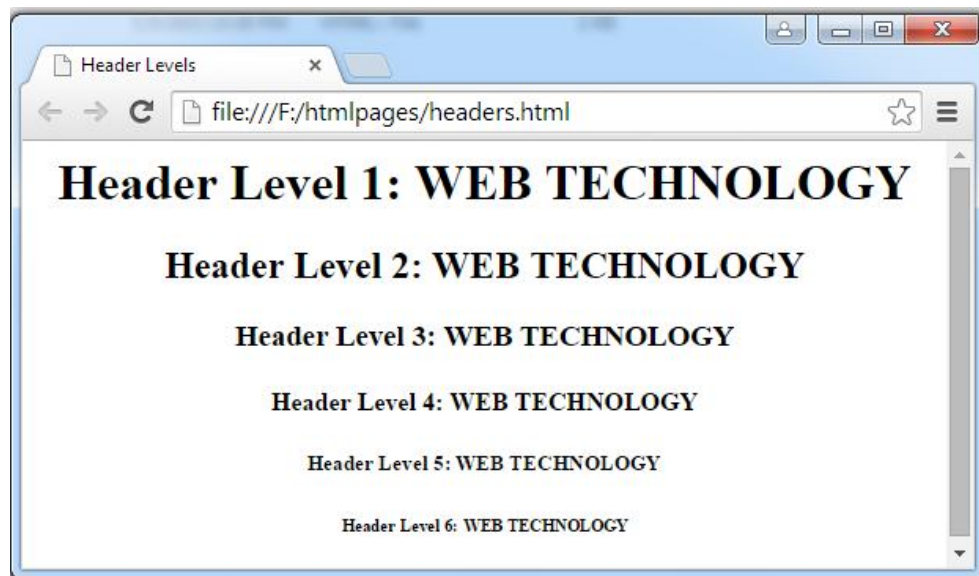 Header Levels
file:///F:/htmlpages/headers.html
Header Level 1: WEB TECHNOLOGY
Header Level 2: WEB TECHNOLOGY
Header Level 3: WEB TECHNOLOGY
Header Level 4: WEB TECHNOLOGY
Header Level 5: WEB TECHNOLOGY
Header Level 6: WEB TECHNOLOGY